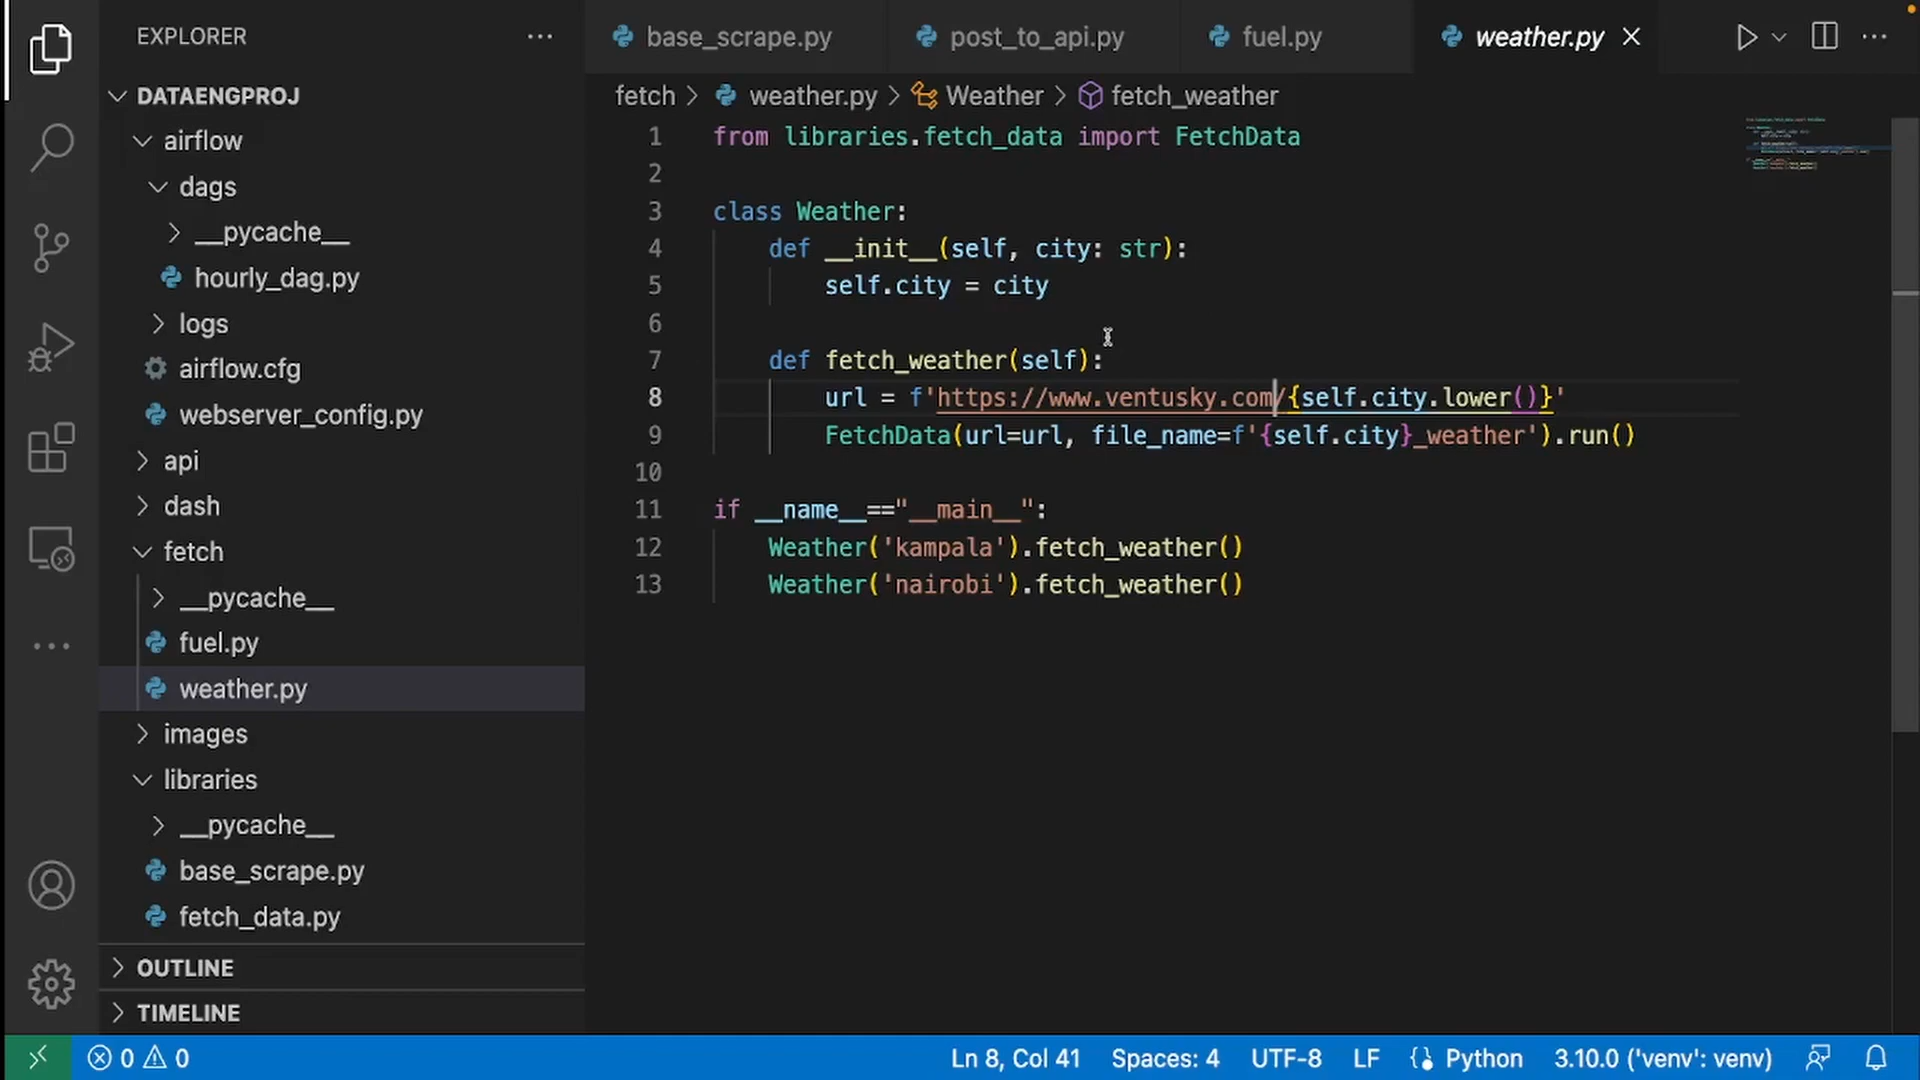 EXPLORER
DATAENGPROJ
airflow
dags
__pycache__
hourly_dag.py
logs
airflow.cfg
webserver_config.py
api
dash
fetch
__pycache__
fuel.py
weather.py
images
libraries
__pycache__
base_scrape.py
fetch_data.py
OUTLINE
TIMELINE
base_scrape.py post_to_api.py fuel.py weather.py
fetch > weather.py > Weather > fetch_weather
1 from libraries.fetch_data import FetchData
2
3 class Weather:
4     def __init__(self, city: str):
5         self.city = city
6
7     def fetch_weather(self):
8         url = f'https://www.ventusky.com/{self.city.lower()}'
9         FetchData(url=url, file_name=f'{self.city}_weather').run()
10
11 if __name__=="__main__":
12     Weather('kampala').fetch_weather()
13     Weather('nairobi').fetch_weather()
0 0 Ln 8, Col 41 Spaces: 4 UTF-8 LF Python 3.10.0 ('venv': venv)